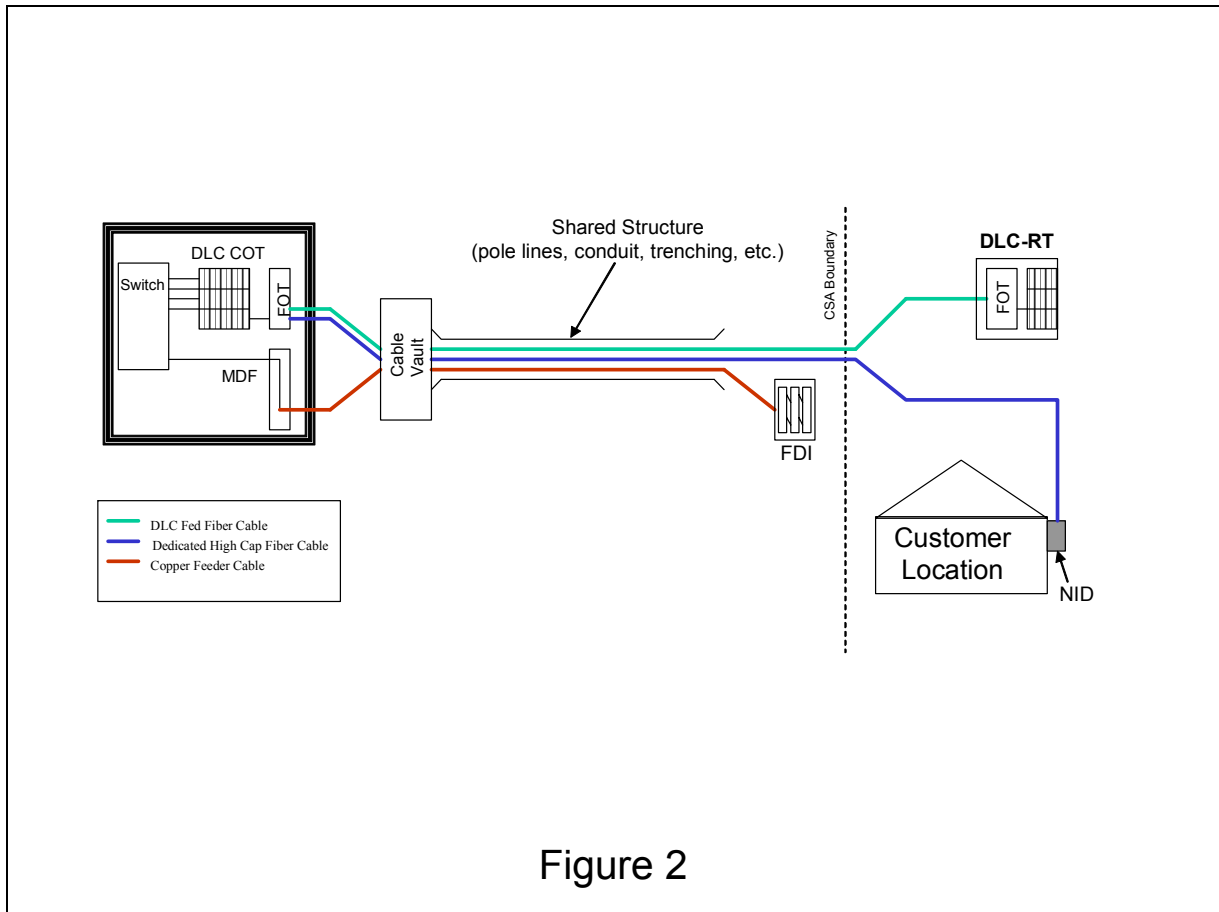 Shared Structure
(pole lines, conduit, trenching, etc.)
CSA Boundary
DLC-RT
DLC COT
Switch
FOT
FOT
MDF
Cable
Vault
FDI
DLC Fed Fiber Cable
Dedicated High Cap Fiber Cable
Copper Feeder Cable
Customer
Location
NID
Figure 2